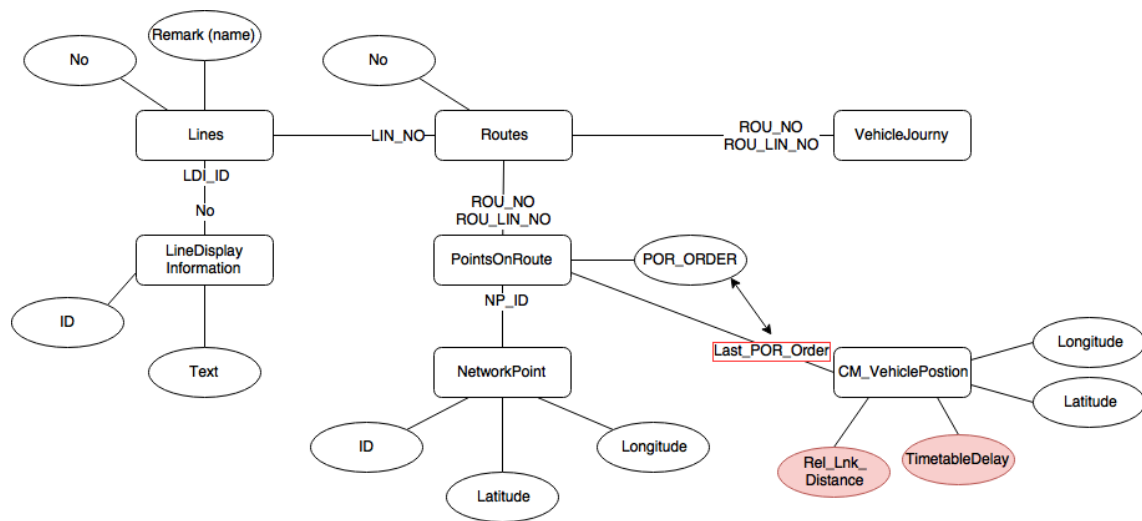 Remark (name)
No
No
Lines
LIN_NO
Routes
ROU_NO
ROU_LIN_NO
VehicleJourny
LDI_ID
No
ROU_NO
ROU_LIN_NO
LineDisplay
Information
PointsOnRoute
POR_ORDER
NP_ID
ID
Text
NetworkPoint
Last_POR_Order
CM_VehiclePostion
Longitude
Latitude
ID
Latitude
Longitude
Rel_Lnk_
Distance
TimetableDelay